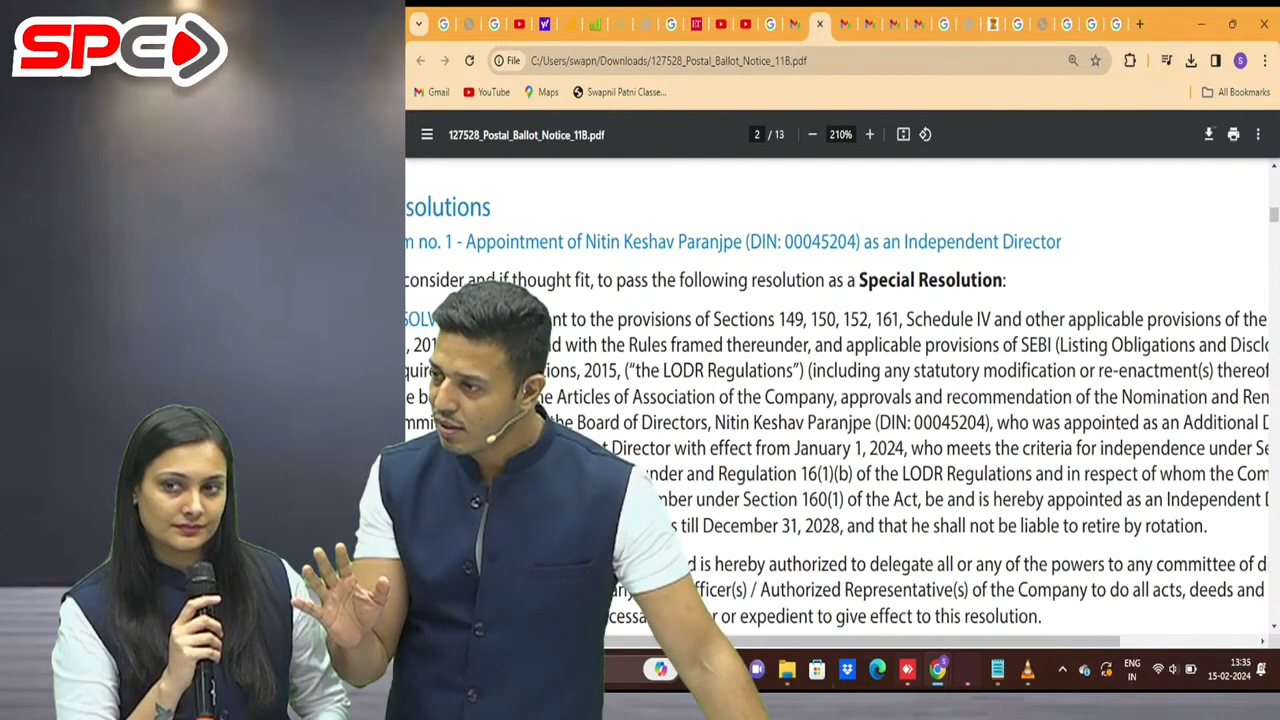 SPC
File C:/Users/swapn/Downloads/127528_Postal_Ballot_Notice_11B.pdf
S
Gmail YouTube Maps Swapnil Patni Classe... All Bookmarks
127528_Postal_Ballot_Notice_11B.pdf 2 / 13 210%
solutions
m no. 1 - Appointment of Nitin Keshav Paranjpe (DIN: 00045204) as an Independent Director
consider and if thought fit, to pass the following resolution as a Special Resolution:
SOLV nt to the provisions of Sections 149, 150, 152, 161, Schedule IV and other applicable provisions of the
, 201 d with the Rules framed thereunder, and applicable provisions of SEBI (Listing Obligations and Disclo
quire ions, 2015, (“the LODR Regulations”) (including any statutory modification or re-enactment(s) thereof
e b he Articles of Association of the Company, approvals and recommendation of the Nomination and Ren
mmi the Board of Directors, Nitin Keshav Paranjpe (DIN: 00045204), who was appointed as an Additional D
t Director with effect from January 1, 2024, who meets the criteria for independence under Se
under and Regulation 16(1)(b) of the LODR Regulations and in respect of whom the Com
mber under Section 160(1) of the Act, be and is hereby appointed as an Independent D
s till December 31, 2028, and that he shall not be liable to retire by rotation.
d is hereby authorized to delegate all or any of the powers to any committee of di
fficer(s) / Authorized Representative(s) of the Company to do all acts, deeds and
cessa r or expedient to give effect to this resolution.
ENG 13:35
IN 15-02-2024